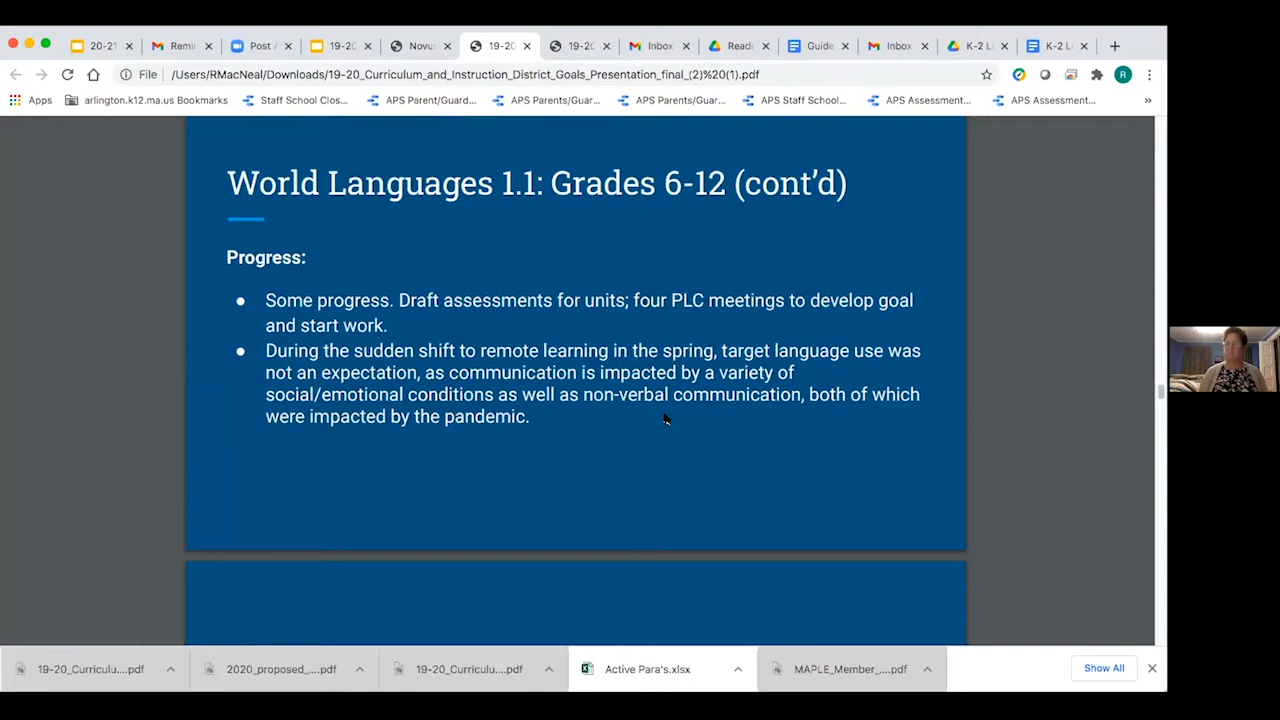 20-21
Remi
Post
19-20
Novus
19-20
19-20
Inbox
Readi
Guide
Inbox
K-2 L
K-2 L
File /Users/RMacNeal/Downloads/19-20_Curriculum_and_Instruction_District_Goals_Presentation_final_(2)%20(1).pdf
R
Apps
arlington.k12.ma.us Bookmarks
Staff School Clos...
APS Parent/Guard...
APS Parents/Guar...
APS Parents/Guar...
APS Staff School...
APS Assessment...
APS Assessment...
»
World Languages 1.1: Grades 6-12 (cont'd)
Progress:
● Some progress. Draft assessments for units; four PLC meetings to develop goal
and start work.
● During the sudden shift to remote learning in the spring, target language use was
not an expectation, as communication is impacted by a variety of
social/emotional conditions as well as non-verbal communication, both of which
were impacted by the pandemic.
19-20_Curriculu....pdf
2020_proposed_....pdf
19-20_Curriculu....pdf
Active Para's.xlsx
MAPLE_Member_....pdf
Show All